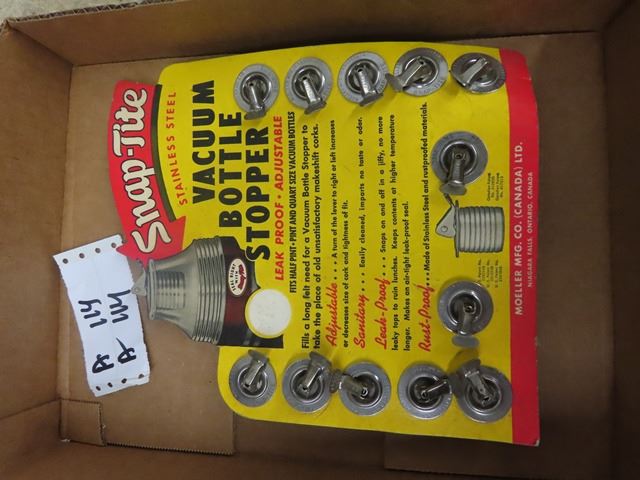 Snap-Tite
STAINLESS STEEL
VACUUM
BOTTLE
STOPPER
LEAK PROOF · ADJUSTABLE
FITS HALF PINT · PINT AND QUART SIZE VACUUM BOTTLES
Fills a long felt need for a Vacuum Bottle Stopper to
take the place of old unsatisfactory makeshift corks.
Adjustable . . . A turn of the lever to right or left increases
or decreases size of cork and tightness of fit.
Sanitary . . . Easily cleaned, imparts no taste or odor.
Leak-Proof . . . Snaps on and off in a jiffy, no more
leaky tops to ruin lunches. Keeps contents at higher temperature
longer. Makes an air-tight leak-proof seal.
Rust-Proof . . . Made of Stainless Steel and rustproofed materials.
MOELLER MFG. CO. (CANADA) LTD.
NIAGARA FALLS, ONTARIO, CANADA